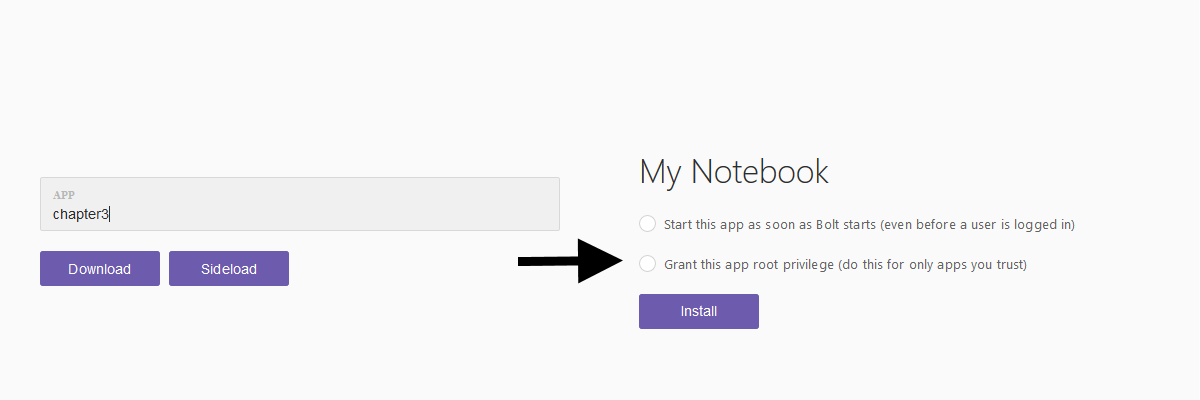 APP
chapter3
Download
Sideload
My Notebook
Start this app as soon as Bolt starts (even before a user is logged in)
Grant this app root privilege (do this for only apps you trust)
Install